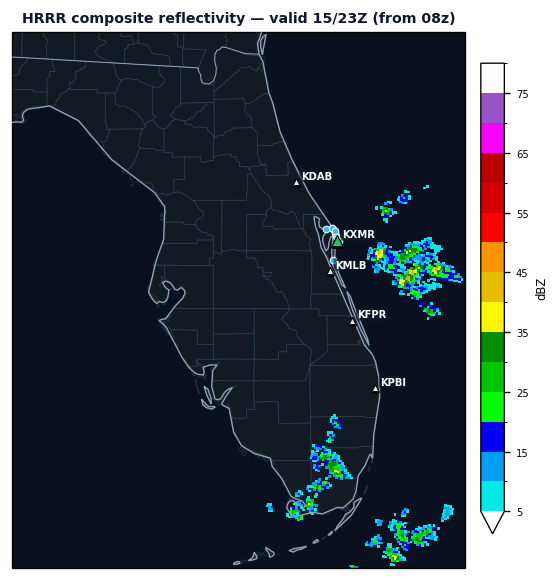 HRRR composite reflectivity — valid 15/23Z (from 08z)
KDAB
KXMR
KMLB
KFPR
KPBI
75
65
55
45
35
25
15
5
dBZ